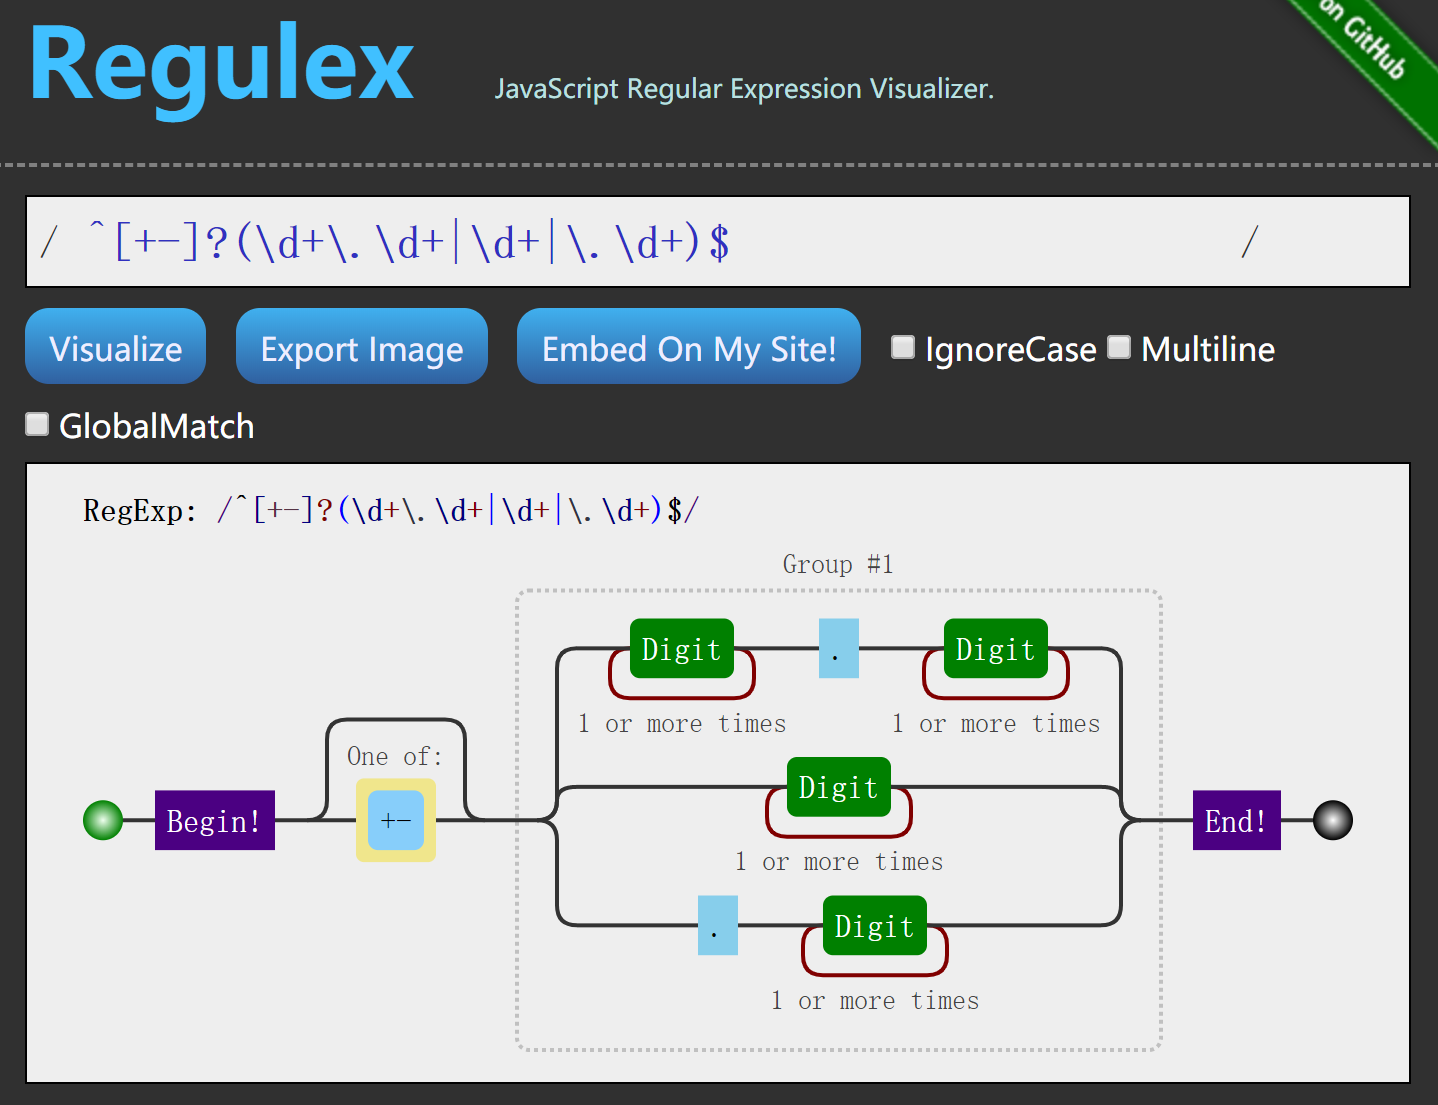 Regulex
JavaScript Regular Expression Visualizer.
on GitHub
/ ^[+-]?(\d+\.\d+|\d+|\.\d+)$ /
Visualize Export Image Embed On My Site! IgnoreCase Multiline
GlobalMatch
RegExp: /^[+-]?(\d+\.\d+|\d+|\.\d+)$/
Group #1
Digit . Digit
1 or more times 1 or more times
One of:
Digit
Begin! +- End!
1 or more times
. Digit
1 or more times